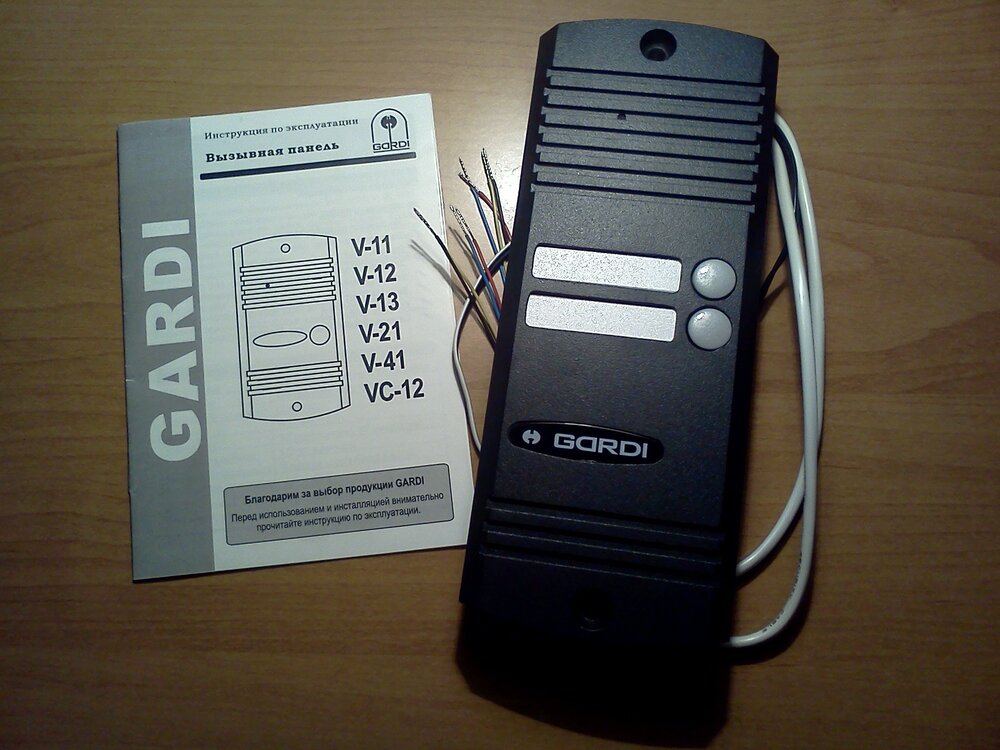 GARDI
Инструкция по эксплуатации
Вызывная панель
GARDI
V-11
V-12
V-13
V-21
V-41
VC-12
Благодарим за выбор продукции GARDI
Перед использованием и инсталляцией внимательно
прочитайте инструкцию по эксплуатации.
GARDI